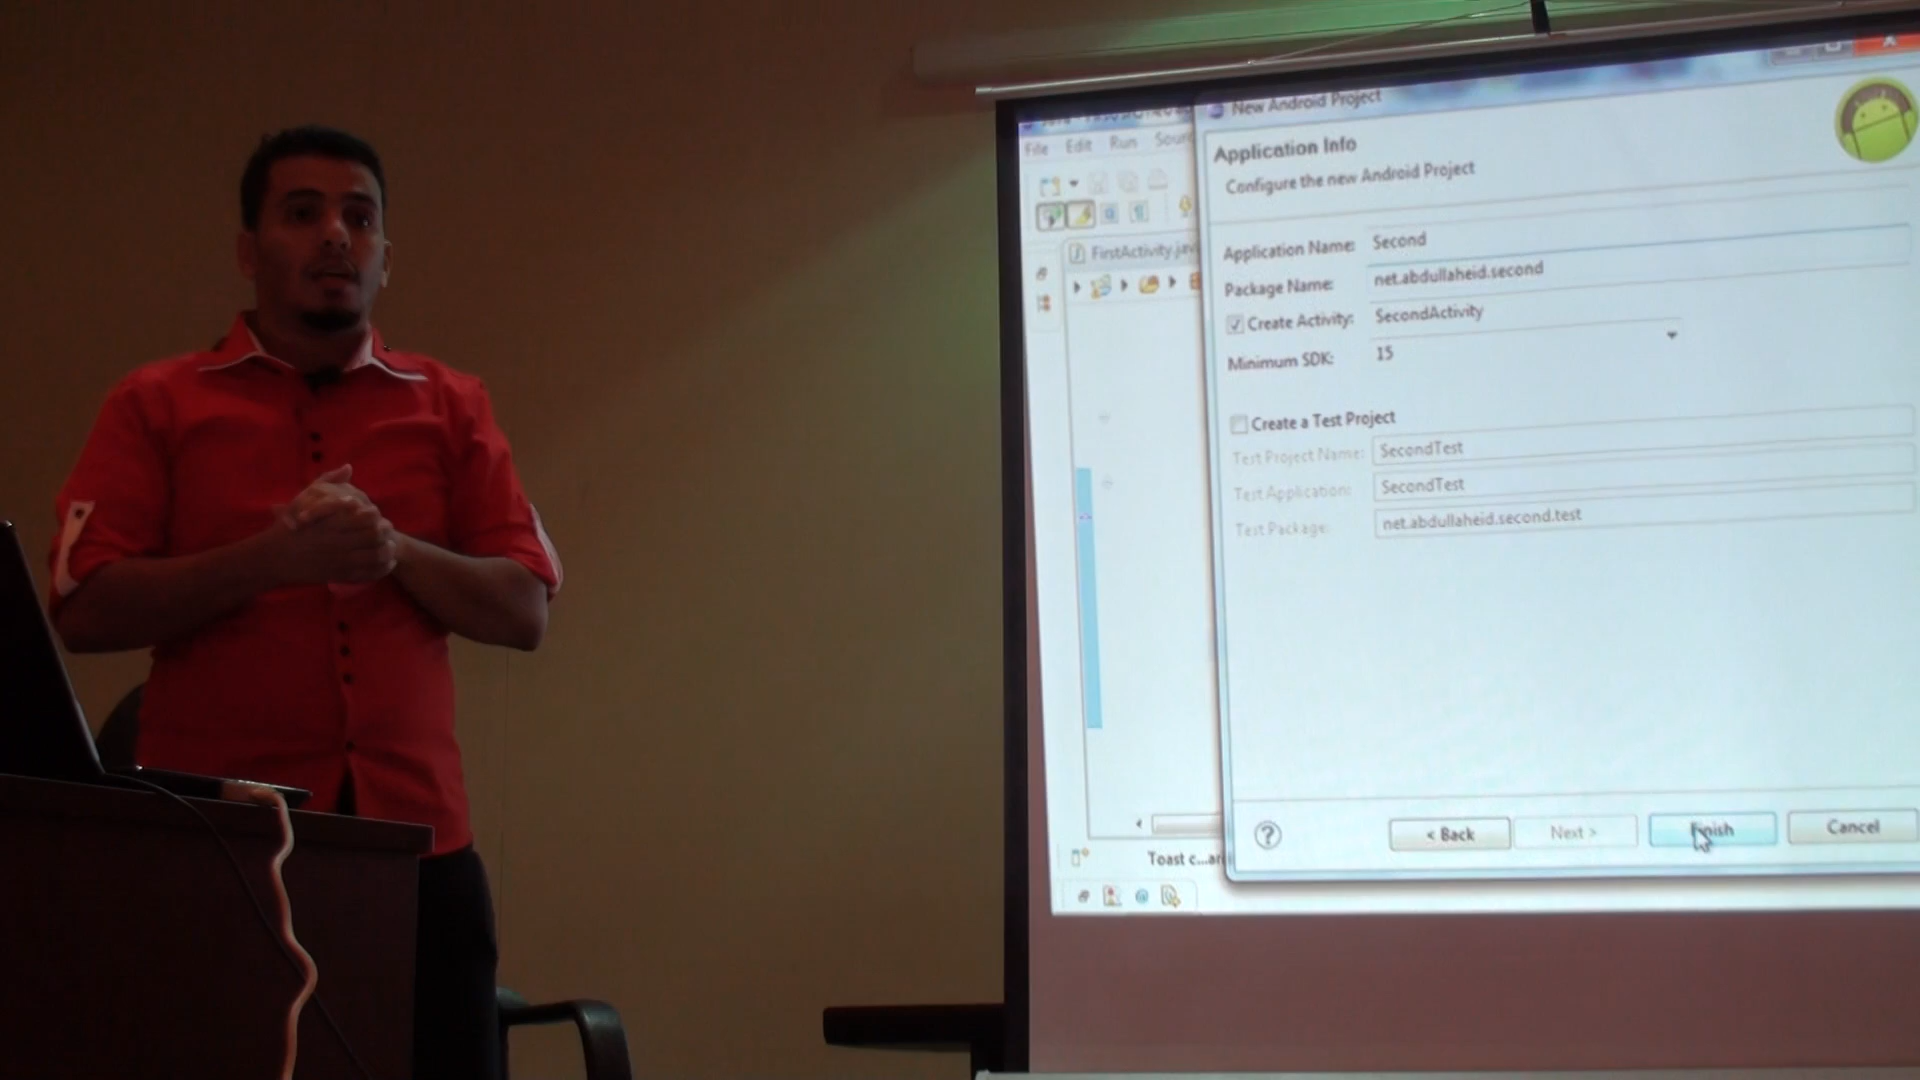 New Android Project
File Edit Run
Application Info
Configure the new Android Project
FirstActivity.jav
Application Name: Second
Package Name: net.abdullaheid.second
Create Activity: SecondActivity
Minimum SDK: 15
Create a Test Project
Test Project Name: SecondTest
Test Application: SecondTest
Test Package: net.abdullaheid.second.test
? < Back Next > Finish Cancel
Toast c...